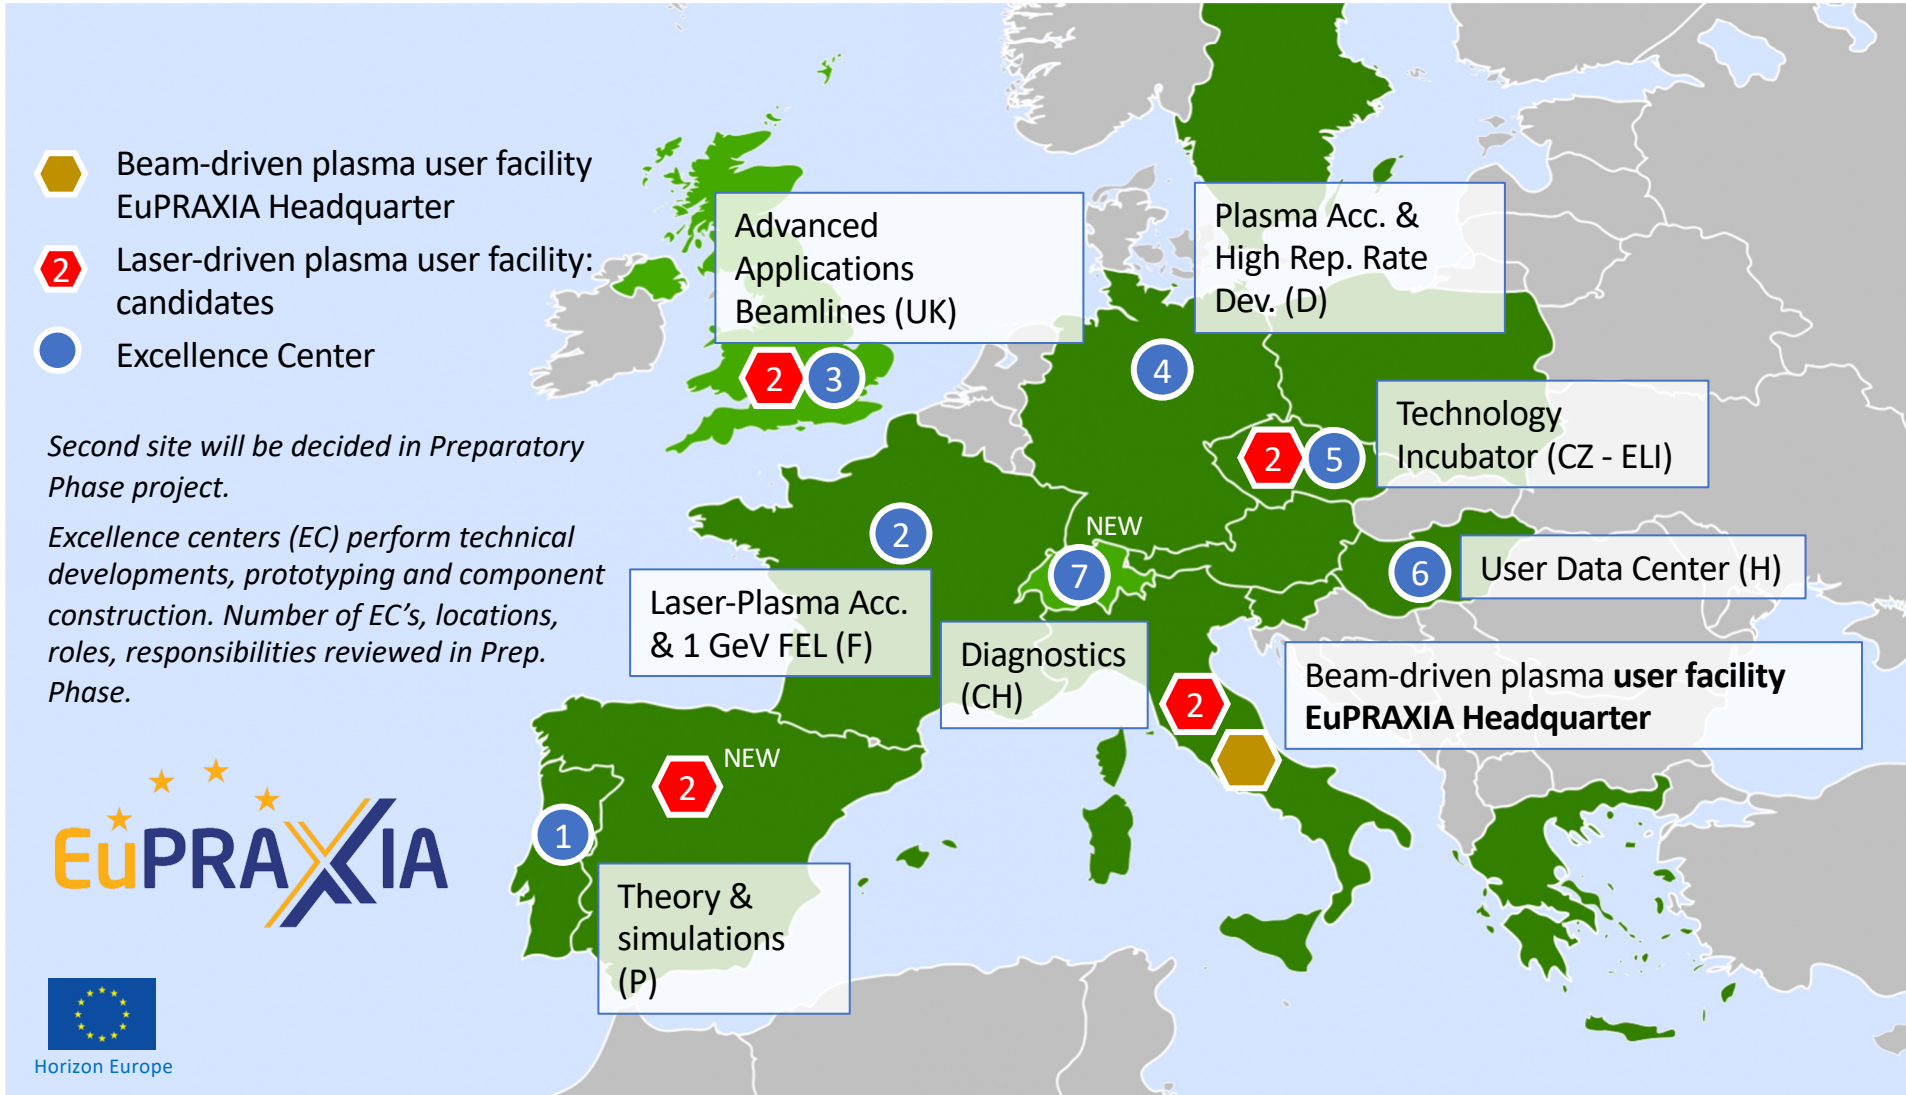 Beam-driven plasma user facility
EuPRAXIA Headquarter
2
Laser-driven plasma user facility:
candidates
Excellence Center
Second site will be decided in Preparatory
Phase project.
Excellence centers (EC) perform technical
developments, prototyping and component
construction. Number of EC’s, locations,
roles, responsibilities reviewed in Prep.
Phase.
EuPRAXIA
Horizon Europe
Advanced
Applications
Beamlines (UK)
2
3
Plasma Acc. &
High Rep. Rate
Dev. (D)
4
Technology
Incubator (CZ - ELI)
2
5
2
Laser-Plasma Acc.
& 1 GeV FEL (F)
NEW
7
Diagnostics
(CH)
6
User Data Center (H)
Beam-driven plasma user facility
EuPRAXIA Headquarter
2
2
NEW
1
Theory &
simulations
(P)